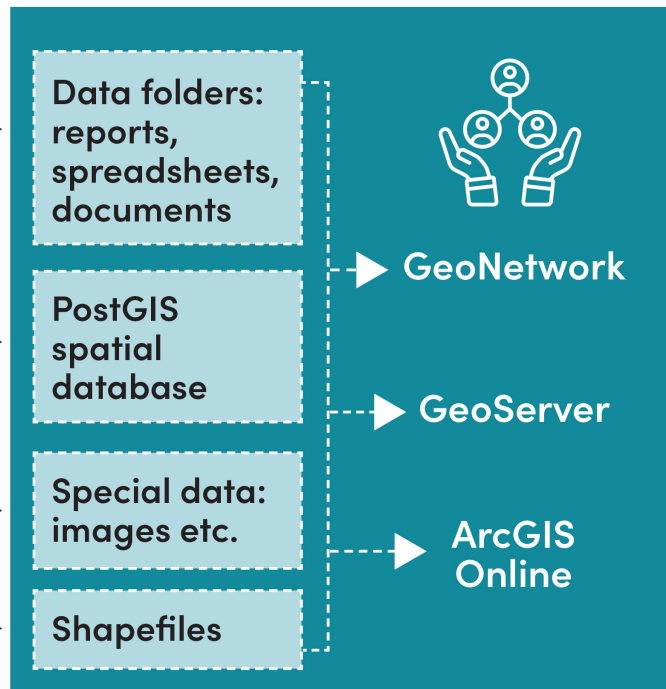 Data folders:
reports,
spreadsheets,
documents
PostGIS
spatial
database
Special data:
images etc.
Shapefiles
GeoNetwork
GeoServer
ArcGIS
Online